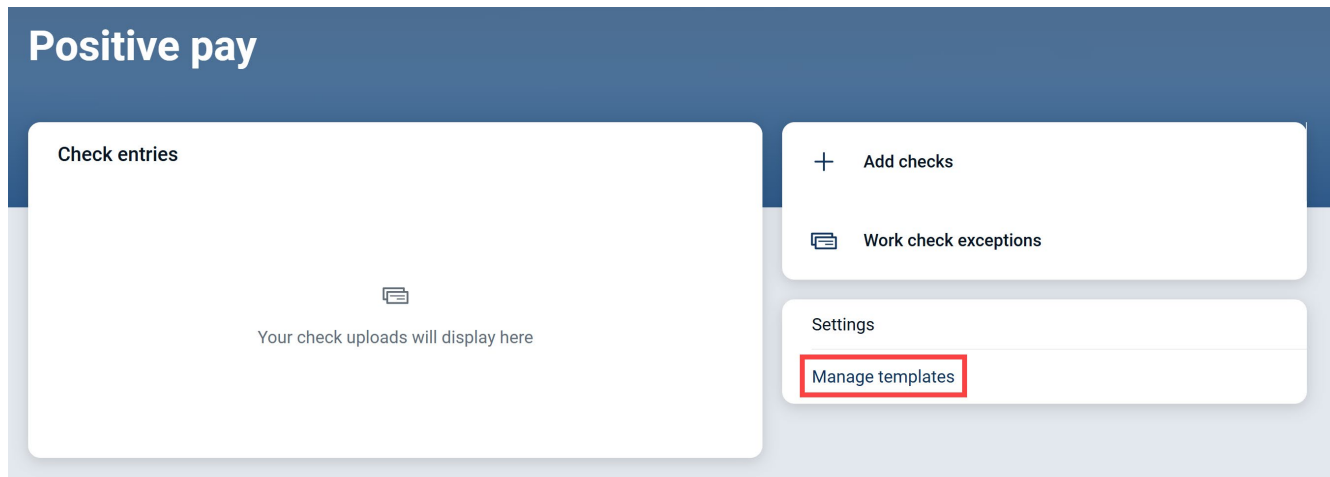 Positive pay
Check entries
Your check uploads will display here
Add checks
Work check exceptions
Settings
Manage templates